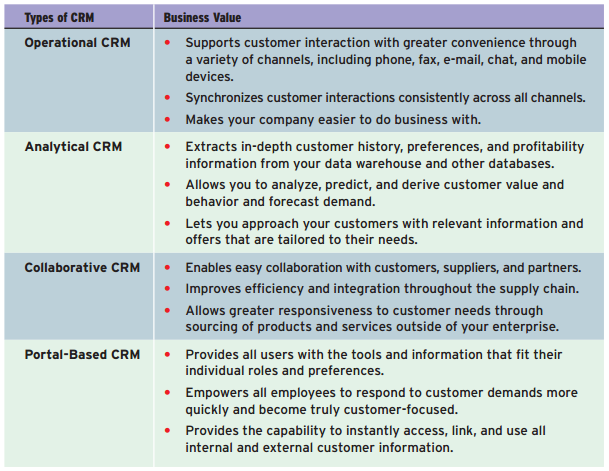 Types of CRM Business Value
Operational CRM • Supports customer interaction with greater convenience through
a variety of channels, including phone, fax, e-mail, chat, and mobile
devices.
• Synchronizes customer interactions consistently across all channels.
• Makes your company easier to do business with.
Analytical CRM • Extracts in-depth customer history, preferences, and profitability
information from your data warehouse and other databases.
• Allows you to analyze, predict, and derive customer value and
behavior and forecast demand.
• Lets you approach your customers with relevant information and
offers that are tailored to their needs.
Collaborative CRM • Enables easy collaboration with customers, suppliers, and partners.
• Improves efficiency and integration throughout the supply chain.
• Allows greater responsiveness to customer needs through
sourcing of products and services outside of your enterprise.
Portal-Based CRM • Provides all users with the tools and information that fit their
individual roles and preferences.
• Empowers all employees to respond to customer demands more
quickly and become truly customer-focused.
• Provides the capability to instantly access, link, and use all
internal and external customer information.